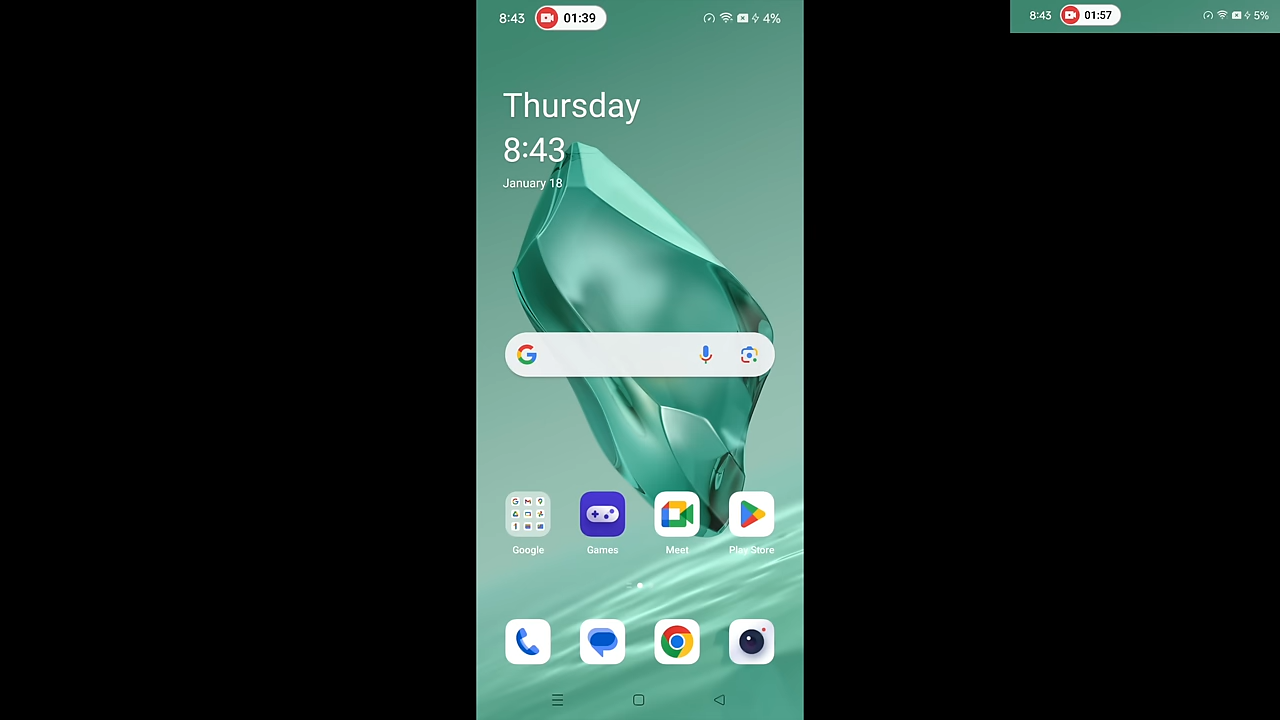 8:43 01:39 4%
Thursday
8:43
January 18
Google Games Meet Play Store
8:43 01:57 5%